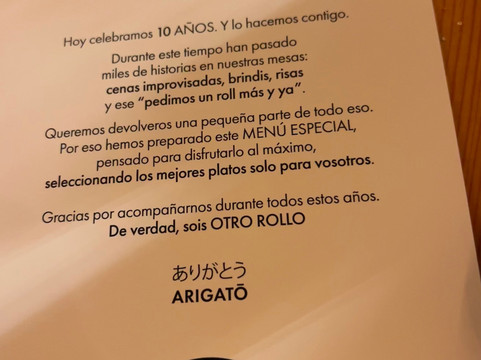 Hoy celebramos 10 AÑOS. Y lo hacemos contigo.
Durante este tiempo han pasado
miles de historias en nuestras mesas:
cenas improvisadas, brindis, risas
y ese “pedimos un roll más y ya”.
Queremos devolveros una pequeña parte de todo eso.
Por eso hemos preparado este MENÚ ESPECIAL,
pensado para disfrutarlo al máximo,
seleccionando los mejores platos solo para vosotros.
Gracias por acompañarnos durante todos estos años.
De verdad, sois OTRO ROLLO
ありがとう
ARIGATŌ